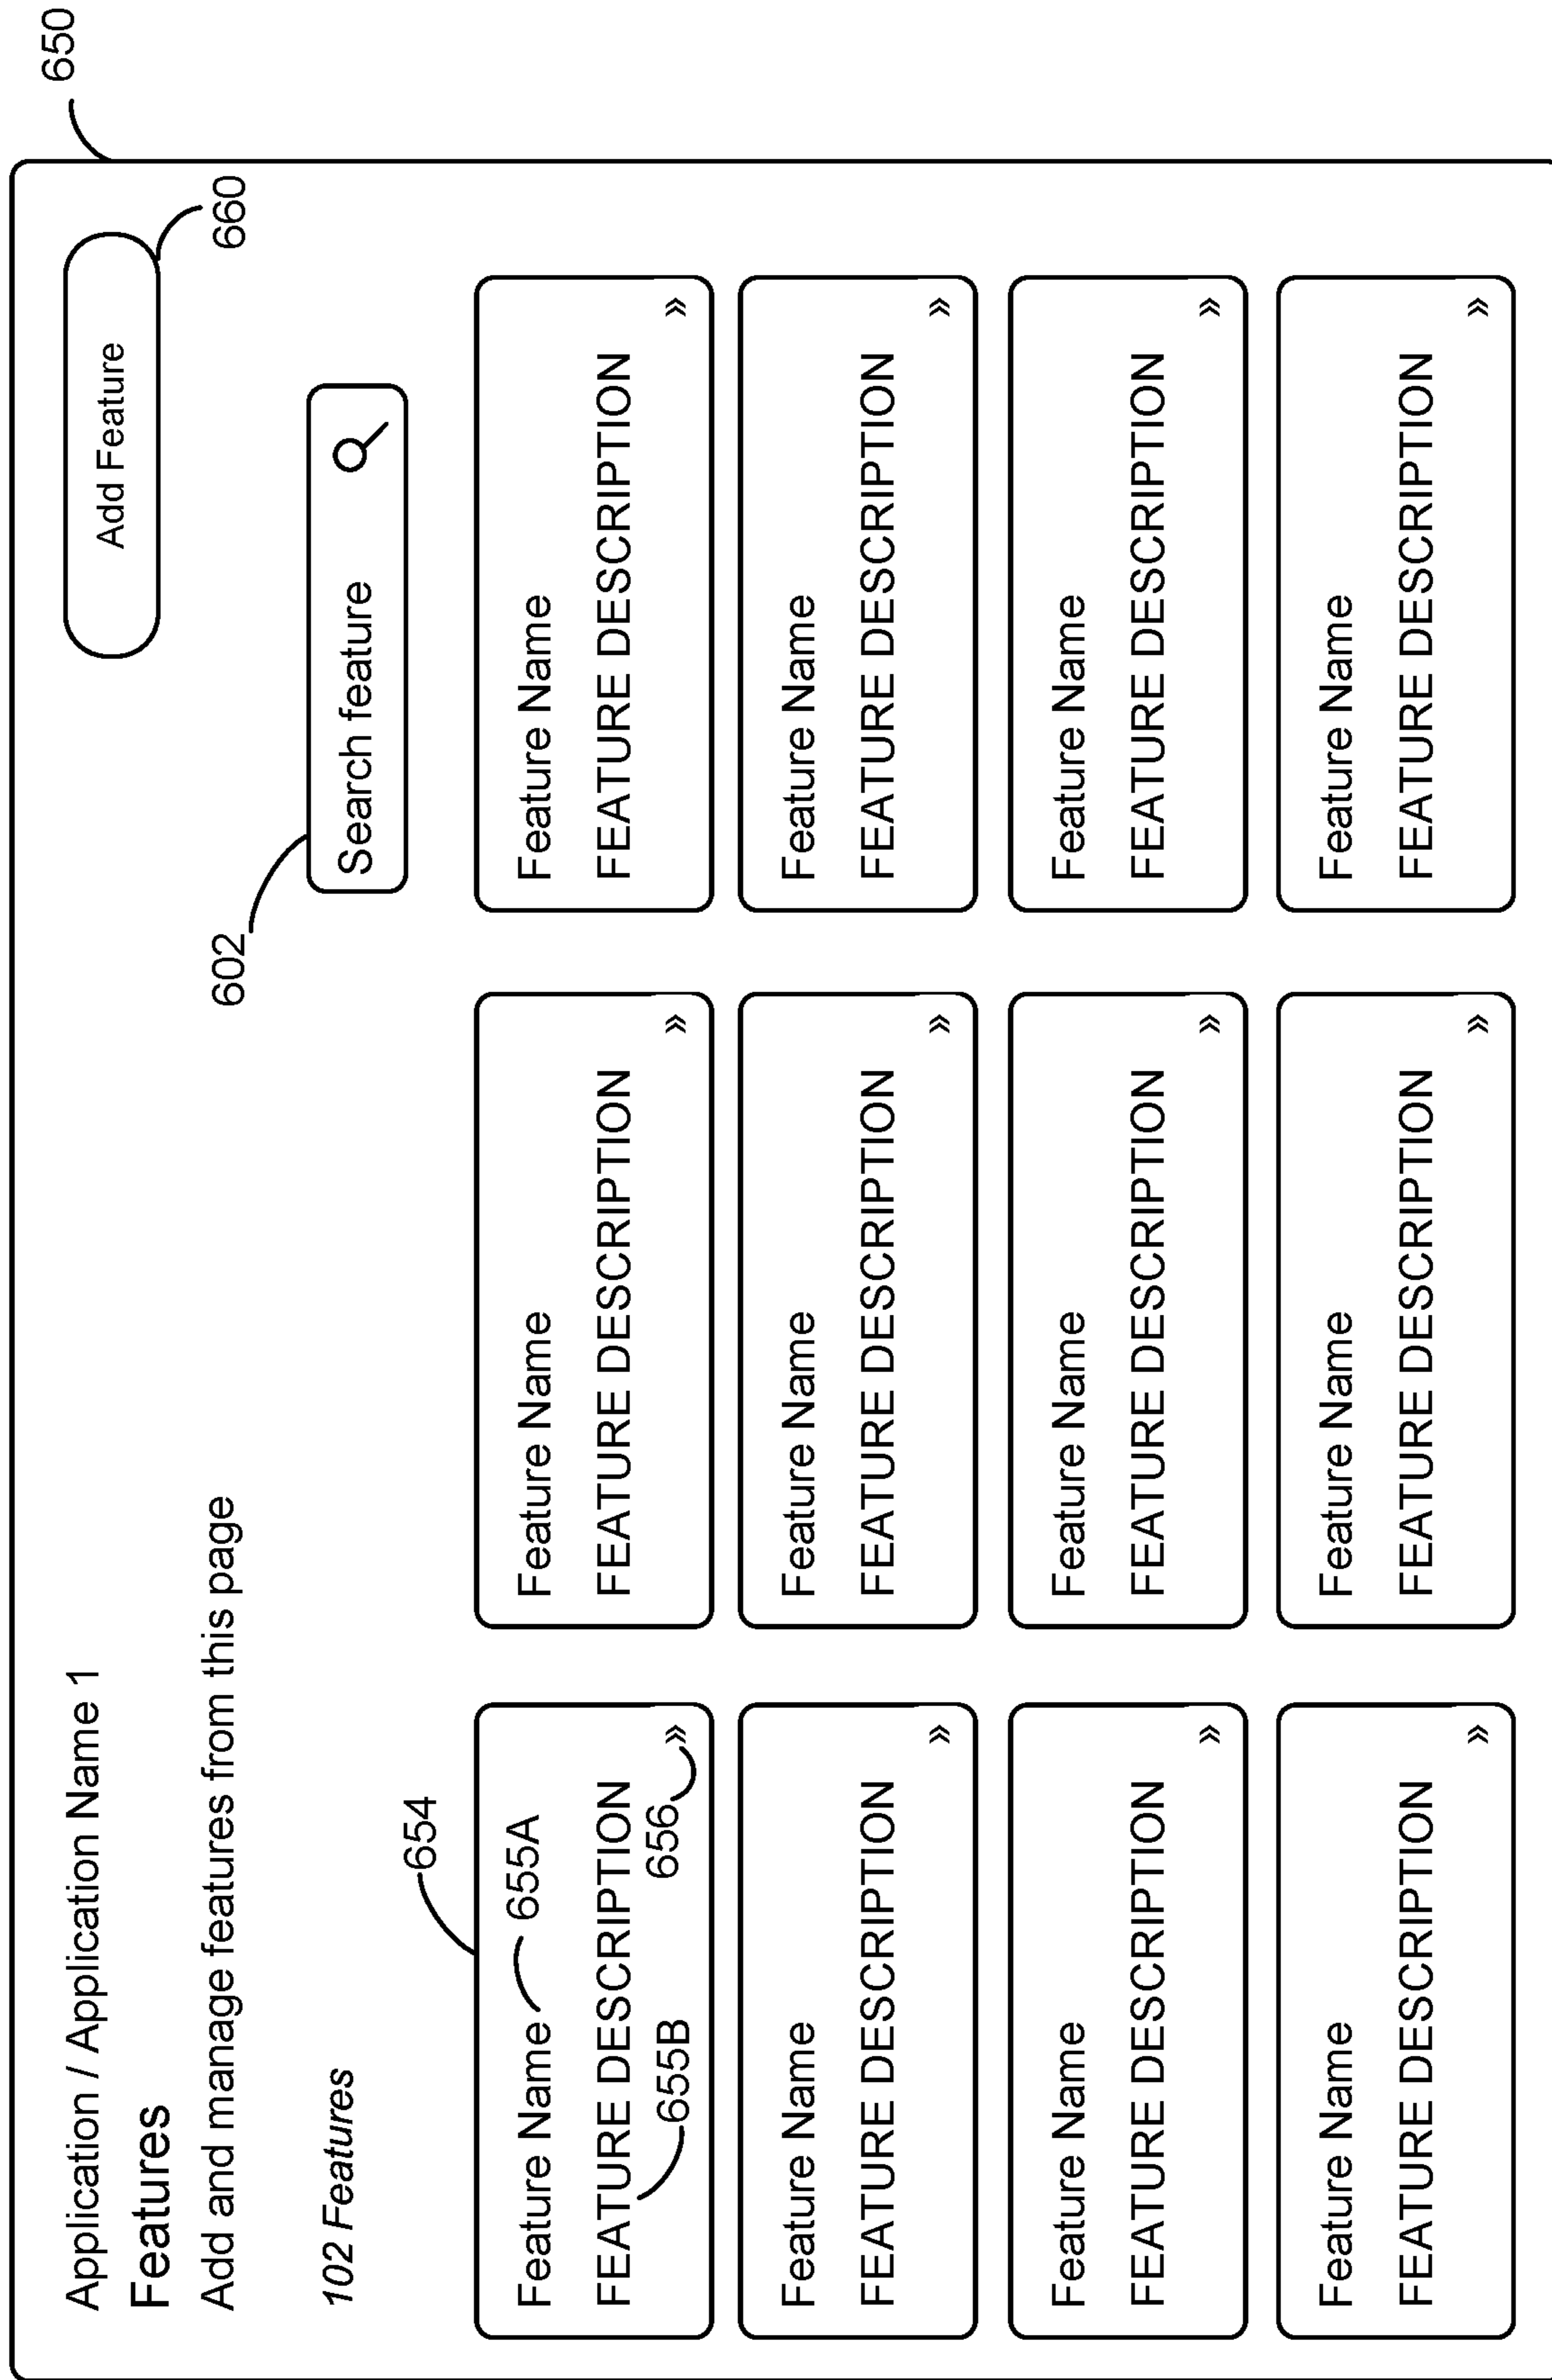 650
Application / Application Name 1
Add Feature
Features
660
Add and manage features from this page
602
102 Features
Search feature
654
Feature Name 655A
FEATURE DESCRIPTION
655B
656 »
Feature Name
FEATURE DESCRIPTION
»
Feature Name
FEATURE DESCRIPTION
»
Feature Name
FEATURE DESCRIPTION
»
Feature Name
FEATURE DESCRIPTION
»
Feature Name
FEATURE DESCRIPTION
»
Feature Name
FEATURE DESCRIPTION
»
Feature Name
FEATURE DESCRIPTION
»
Feature Name
FEATURE DESCRIPTION
»
Feature Name
FEATURE DESCRIPTION
»
Feature Name
FEATURE DESCRIPTION
»
Feature Name
FEATURE DESCRIPTION
»